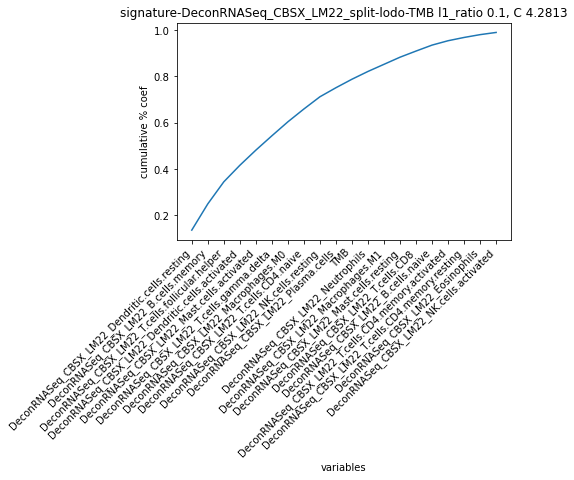 signature-DeconRNASeq_CBSX_LM22_split-lodo-TMB l1_ratio 0.1, C 4.2813
cumulative % coef
1.0
0.8
0.6
0.4
0.2
DeconRNASeq_CBSX_LM22_Dendritic.cells.resting
DeconRNASeq_CBSX_LM22_B.cells.memory
DeconRNASeq_CBSX_LM22_T.cells.follicular.helper
DeconRNASeq_CBSX_LM22_Dendritic.cells.activated
DeconRNASeq_CBSX_LM22_Mast.cells.activated
DeconRNASeq_CBSX_LM22_T.cells.gamma.delta
DeconRNASeq_CBSX_LM22_Macrophages.M0
DeconRNASeq_CBSX_LM22_T.cells.CD4.naive
DeconRNASeq_CBSX_LM22_NK.cells.resting
DeconRNASeq_CBSX_LM22_Plasma.cells
TMB
DeconRNASeq_CBSX_LM22_Neutrophils
DeconRNASeq_CBSX_LM22_Macrophages.M1
DeconRNASeq_CBSX_LM22_Mast.cells.resting
DeconRNASeq_CBSX_LM22_T.cells.CD8
DeconRNASeq_CBSX_LM22_B.cells.naive
DeconRNASeq_CBSX_LM22_T.cells.CD4.memory.activated
DeconRNASeq_CBSX_LM22_T.cells.CD4.memory.resting
DeconRNASeq_CBSX_LM22_Eosinophils
DeconRNASeq_CBSX_LM22_NK.cells.activated
variables